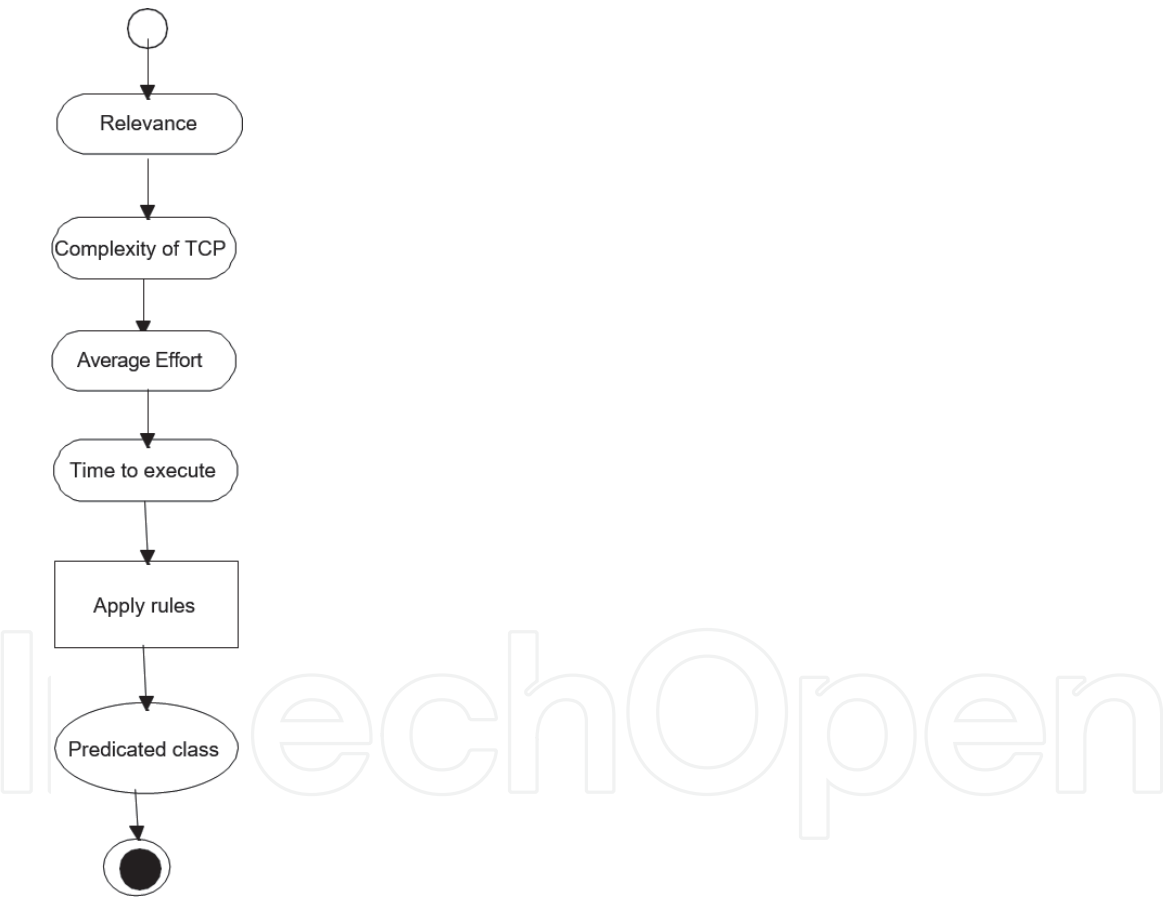 Relevance
Complexity of TCP
Average Effort
Time to execute
Apply rules
Predicated class
IntechOpen